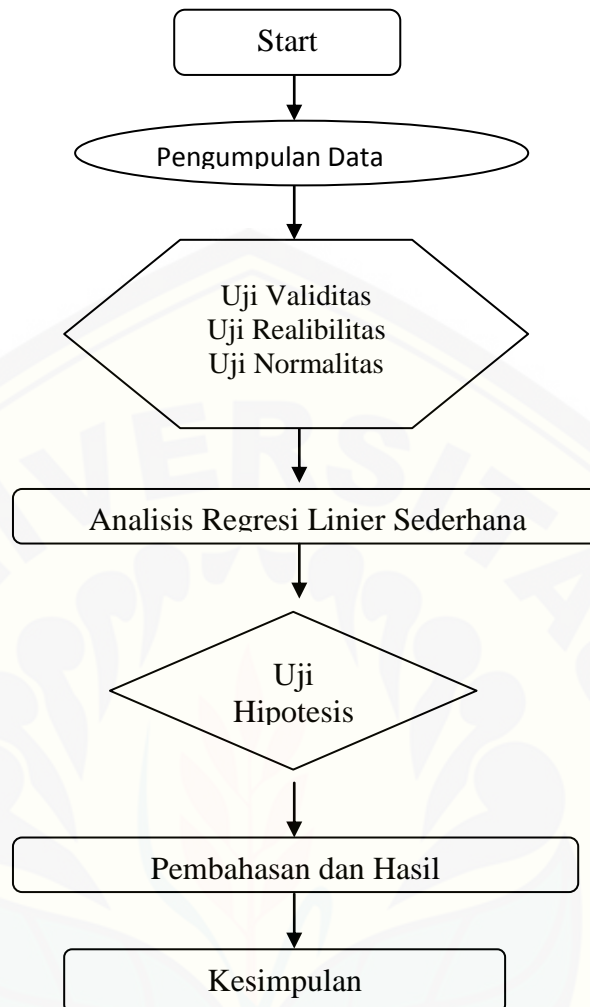 Start
Pengumpulan Data
Uji Validitas
Uji Realibilitas
Uji Normalitas
Analisis Regresi Linier Sederhana
Uji
Hipotesis
Pembahasan dan Hasil
Kesimpulan